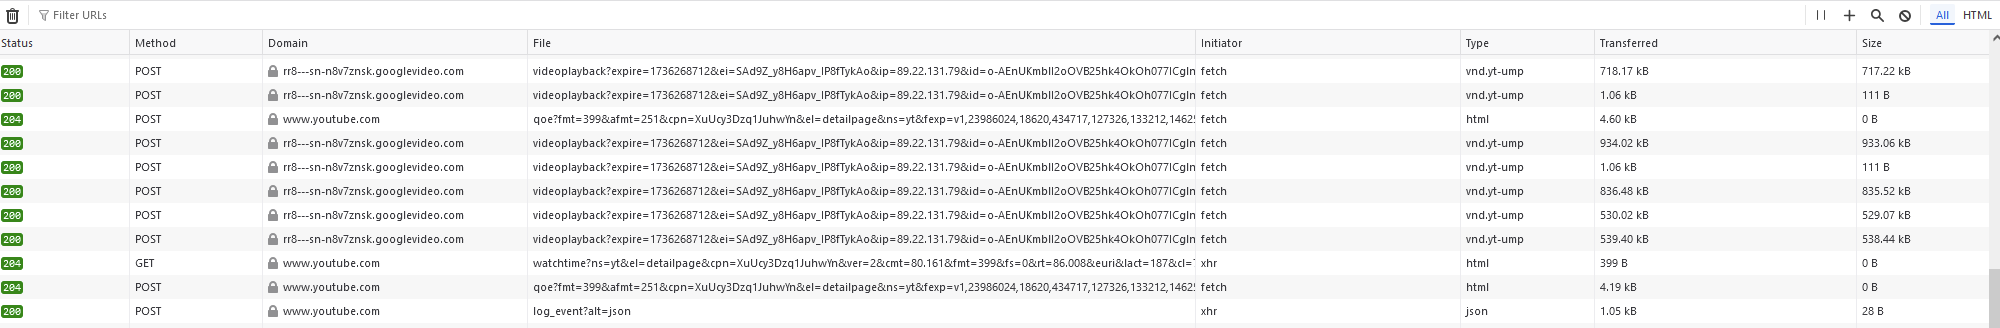 Filter URLs All HTML
Status Method Domain File Initiator Type Transferred Size
200 POST rr8---sn-n8v7znsk.googlevideo.com videoplayback?expire=1736268712&ei=SAd9Z_y8H6apv_IP8fTykAo&ip=89.22.131.79&id=o-AEnUKmbII2oOVB25hk4OkOh077ICgIn fetch vnd.yt-ump 718.17 kB 717.22 kB
200 POST rr8---sn-n8v7znsk.googlevideo.com videoplayback?expire=1736268712&ei=SAd9Z_y8H6apv_IP8fTykAo&ip=89.22.131.79&id=o-AEnUKmbII2oOVB25hk4OkOh077ICgIn fetch vnd.yt-ump 1.06 kB 111 B
204 POST www.youtube.com qoe?fmt=399&afmt=251&cpn=XuUcy3Dzq1JuhwYn&el=detailpage&ns=yt&fexp=v1,23986024,18620,434717,127326,133212,1462 fetch html 4.60 kB 0 B
200 POST rr8---sn-n8v7znsk.googlevideo.com videoplayback?expire=1736268712&ei=SAd9Z_y8H6apv_IP8fTykAo&ip=89.22.131.79&id=o-AEnUKmbII2oOVB25hk4OkOh077ICgIn fetch vnd.yt-ump 934.02 kB 933.06 kB
200 POST rr8---sn-n8v7znsk.googlevideo.com videoplayback?expire=1736268712&ei=SAd9Z_y8H6apv_IP8fTykAo&ip=89.22.131.79&id=o-AEnUKmbII2oOVB25hk4OkOh077ICgIn fetch vnd.yt-ump 1.06 kB 111 B
200 POST rr8---sn-n8v7znsk.googlevideo.com videoplayback?expire=1736268712&ei=SAd9Z_y8H6apv_IP8fTykAo&ip=89.22.131.79&id=o-AEnUKmbII2oOVB25hk4OkOh077ICgIn fetch vnd.yt-ump 836.48 kB 835.52 kB
200 POST rr8---sn-n8v7znsk.googlevideo.com videoplayback?expire=1736268712&ei=SAd9Z_y8H6apv_IP8fTykAo&ip=89.22.131.79&id=o-AEnUKmbII2oOVB25hk4OkOh077ICgIn fetch vnd.yt-ump 530.02 kB 529.07 kB
200 POST rr8---sn-n8v7znsk.googlevideo.com videoplayback?expire=1736268712&ei=SAd9Z_y8H6apv_IP8fTykAo&ip=89.22.131.79&id=o-AEnUKmbII2oOVB25hk4OkOh077ICgIn fetch vnd.yt-ump 539.40 kB 538.44 kB
204 GET www.youtube.com watchtime?ns=yt&el=detailpage&cpn=XuUcy3Dzq1JuhwYn&ver=2&cmt=80.161&fmt=399&fs=0&rt=86.008&euri&lact=187&cl= xhr html 399 B 0 B
204 POST www.youtube.com qoe?fmt=399&afmt=251&cpn=XuUcy3Dzq1JuhwYn&el=detailpage&ns=yt&fexp=v1,23986024,18620,434717,127326,133212,1462 fetch html 4.19 kB 0 B
200 POST www.youtube.com log_event?alt=json xhr json 1.05 kB 28 B